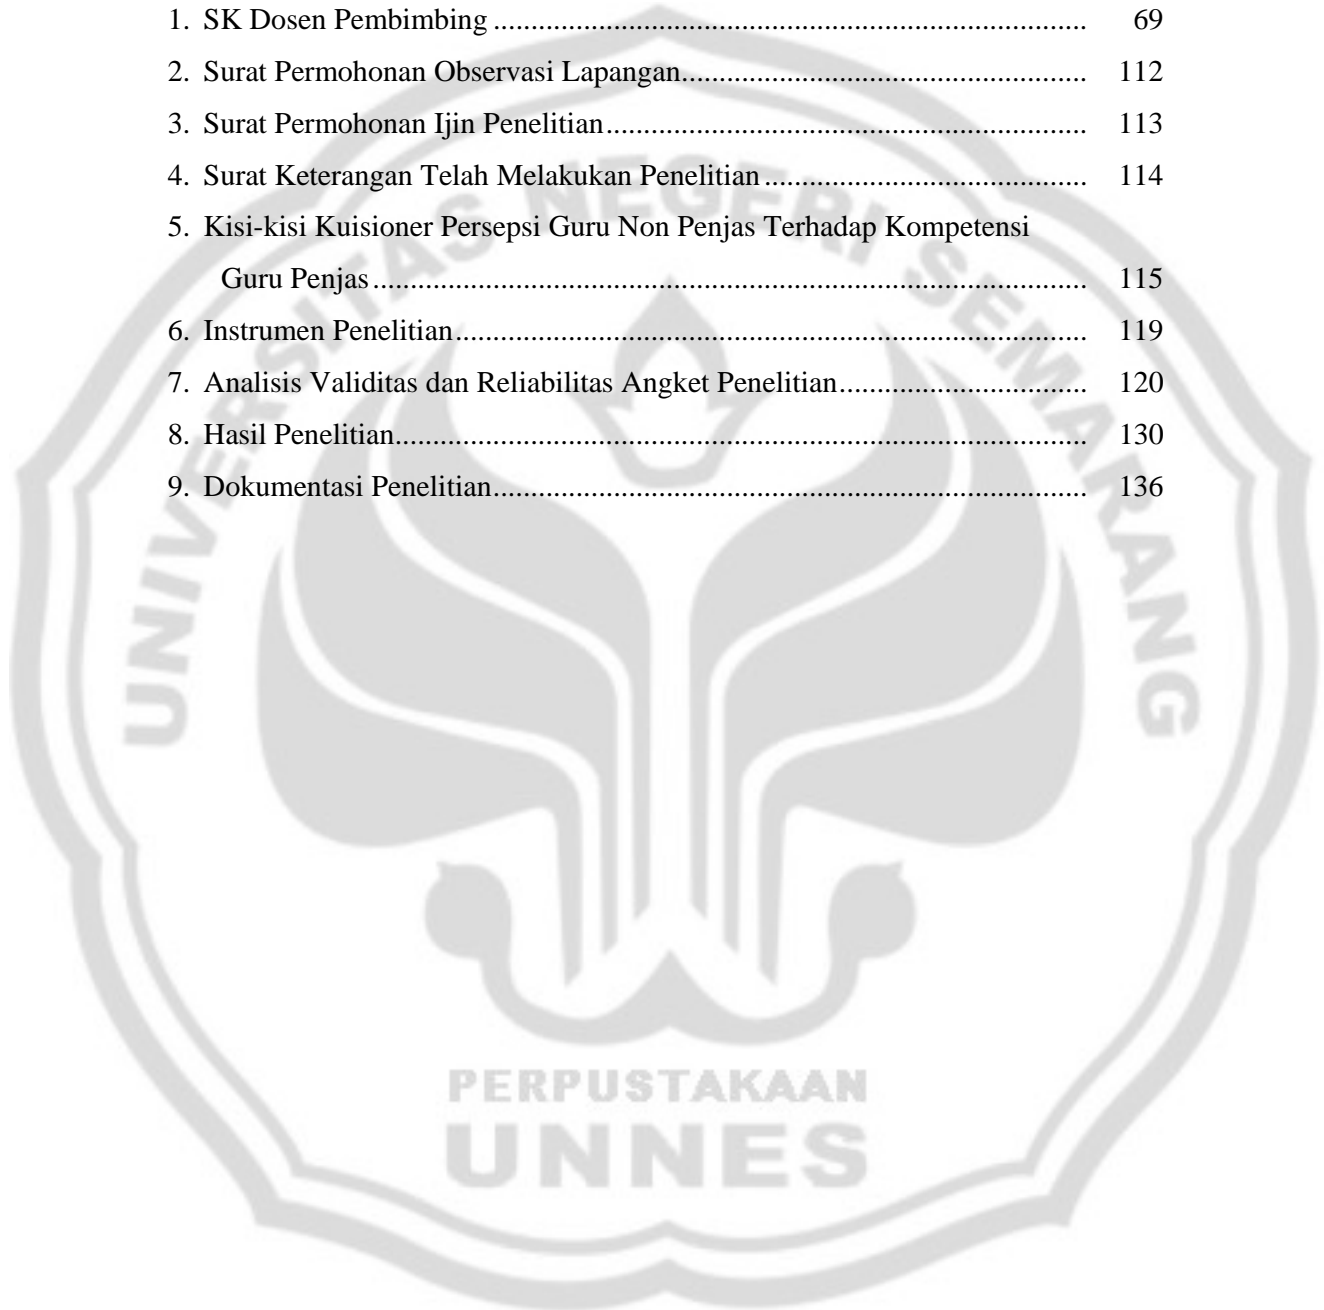 1. SK Dosen Pembimbing ............................................................................... 69
2. Surat Permohonan Observasi Lapangan...................................................... 112
3. Surat Permohonan Ijin Penelitian................................................................ 113
4. Surat Keterangan Telah Melakukan Penelitian ........................................... 114
5. Kisi-kisi Kuisioner Persepsi Guru Non Penjas Terhadap Kompetensi
Guru Penjas ............................................................................................... 115
6. Instrumen Penelitian.................................................................................... 119
7. Analisis Validitas dan Reliabilitas Angket Penelitian................................. 120
8. Hasil Penelitian............................................................................................ 130
9. Dokumentasi Penelitian............................................................................... 136
UNIVERSITAS NEGERI SEMARANG
PERPUSTAKAAN
UNNES